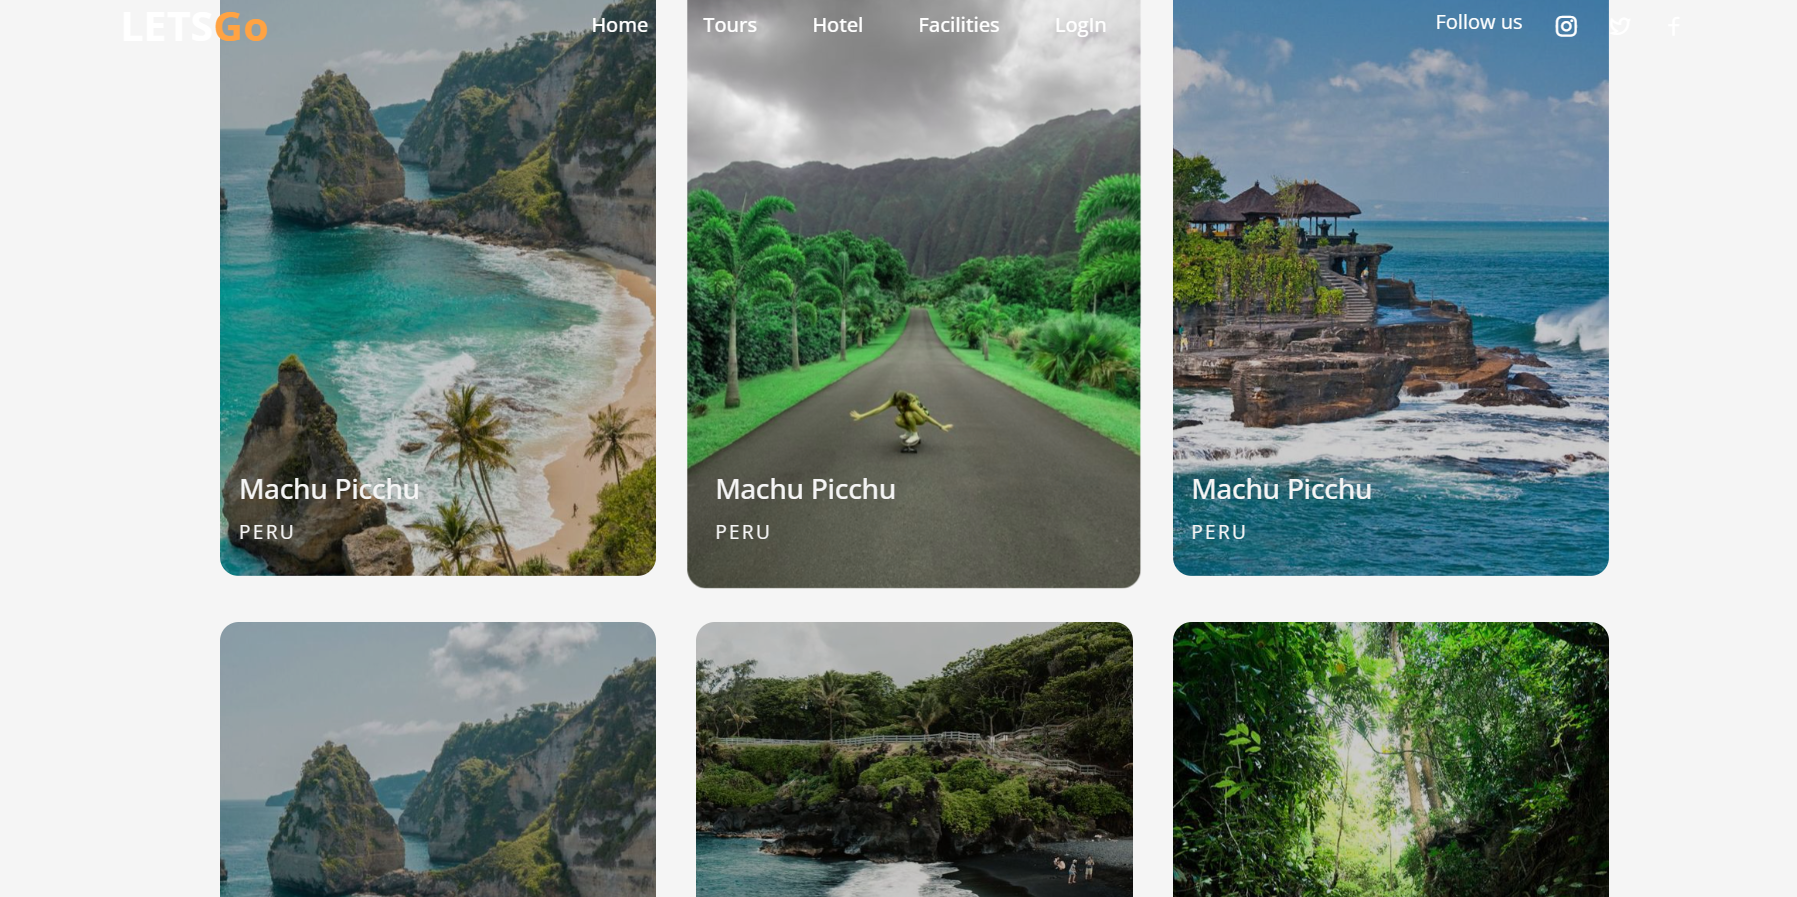 LETSGo
Home Tours Hotel Facilities LogIn
Follow us
Machu Picchu
PERU
Machu Picchu
PERU
Machu Picchu
PERU